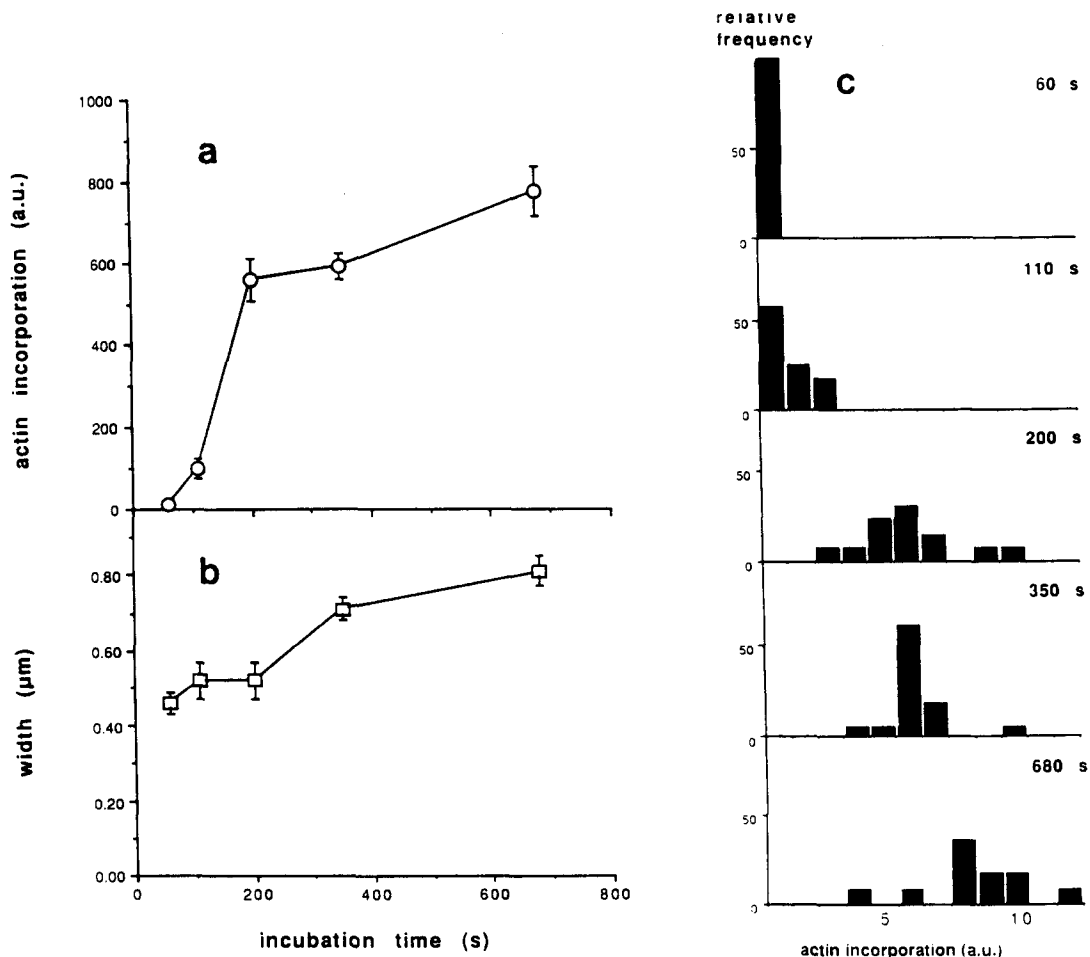 a
1000
800
600
400
200
0
actin incorporation (a.u.)
b
0.80
0.60
0.40
0.20
0.00
width (µm)
0
200
400
600
800
incubation time (s)
relative
frequency
c
60 s
50
0
110 s
50
0
200 s
50
0
350 s
50
0
680 s
50
0
5
10
actin incorporation (a.u.)